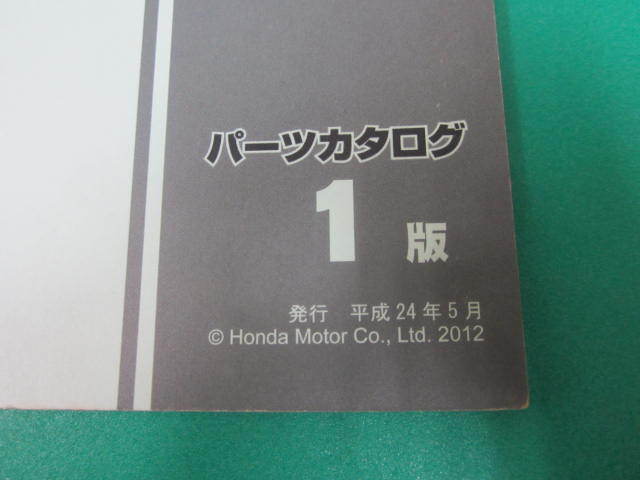 パーツカタログ
1 版
発行 平成24年5月
© Honda Motor Co., Ltd. 2012